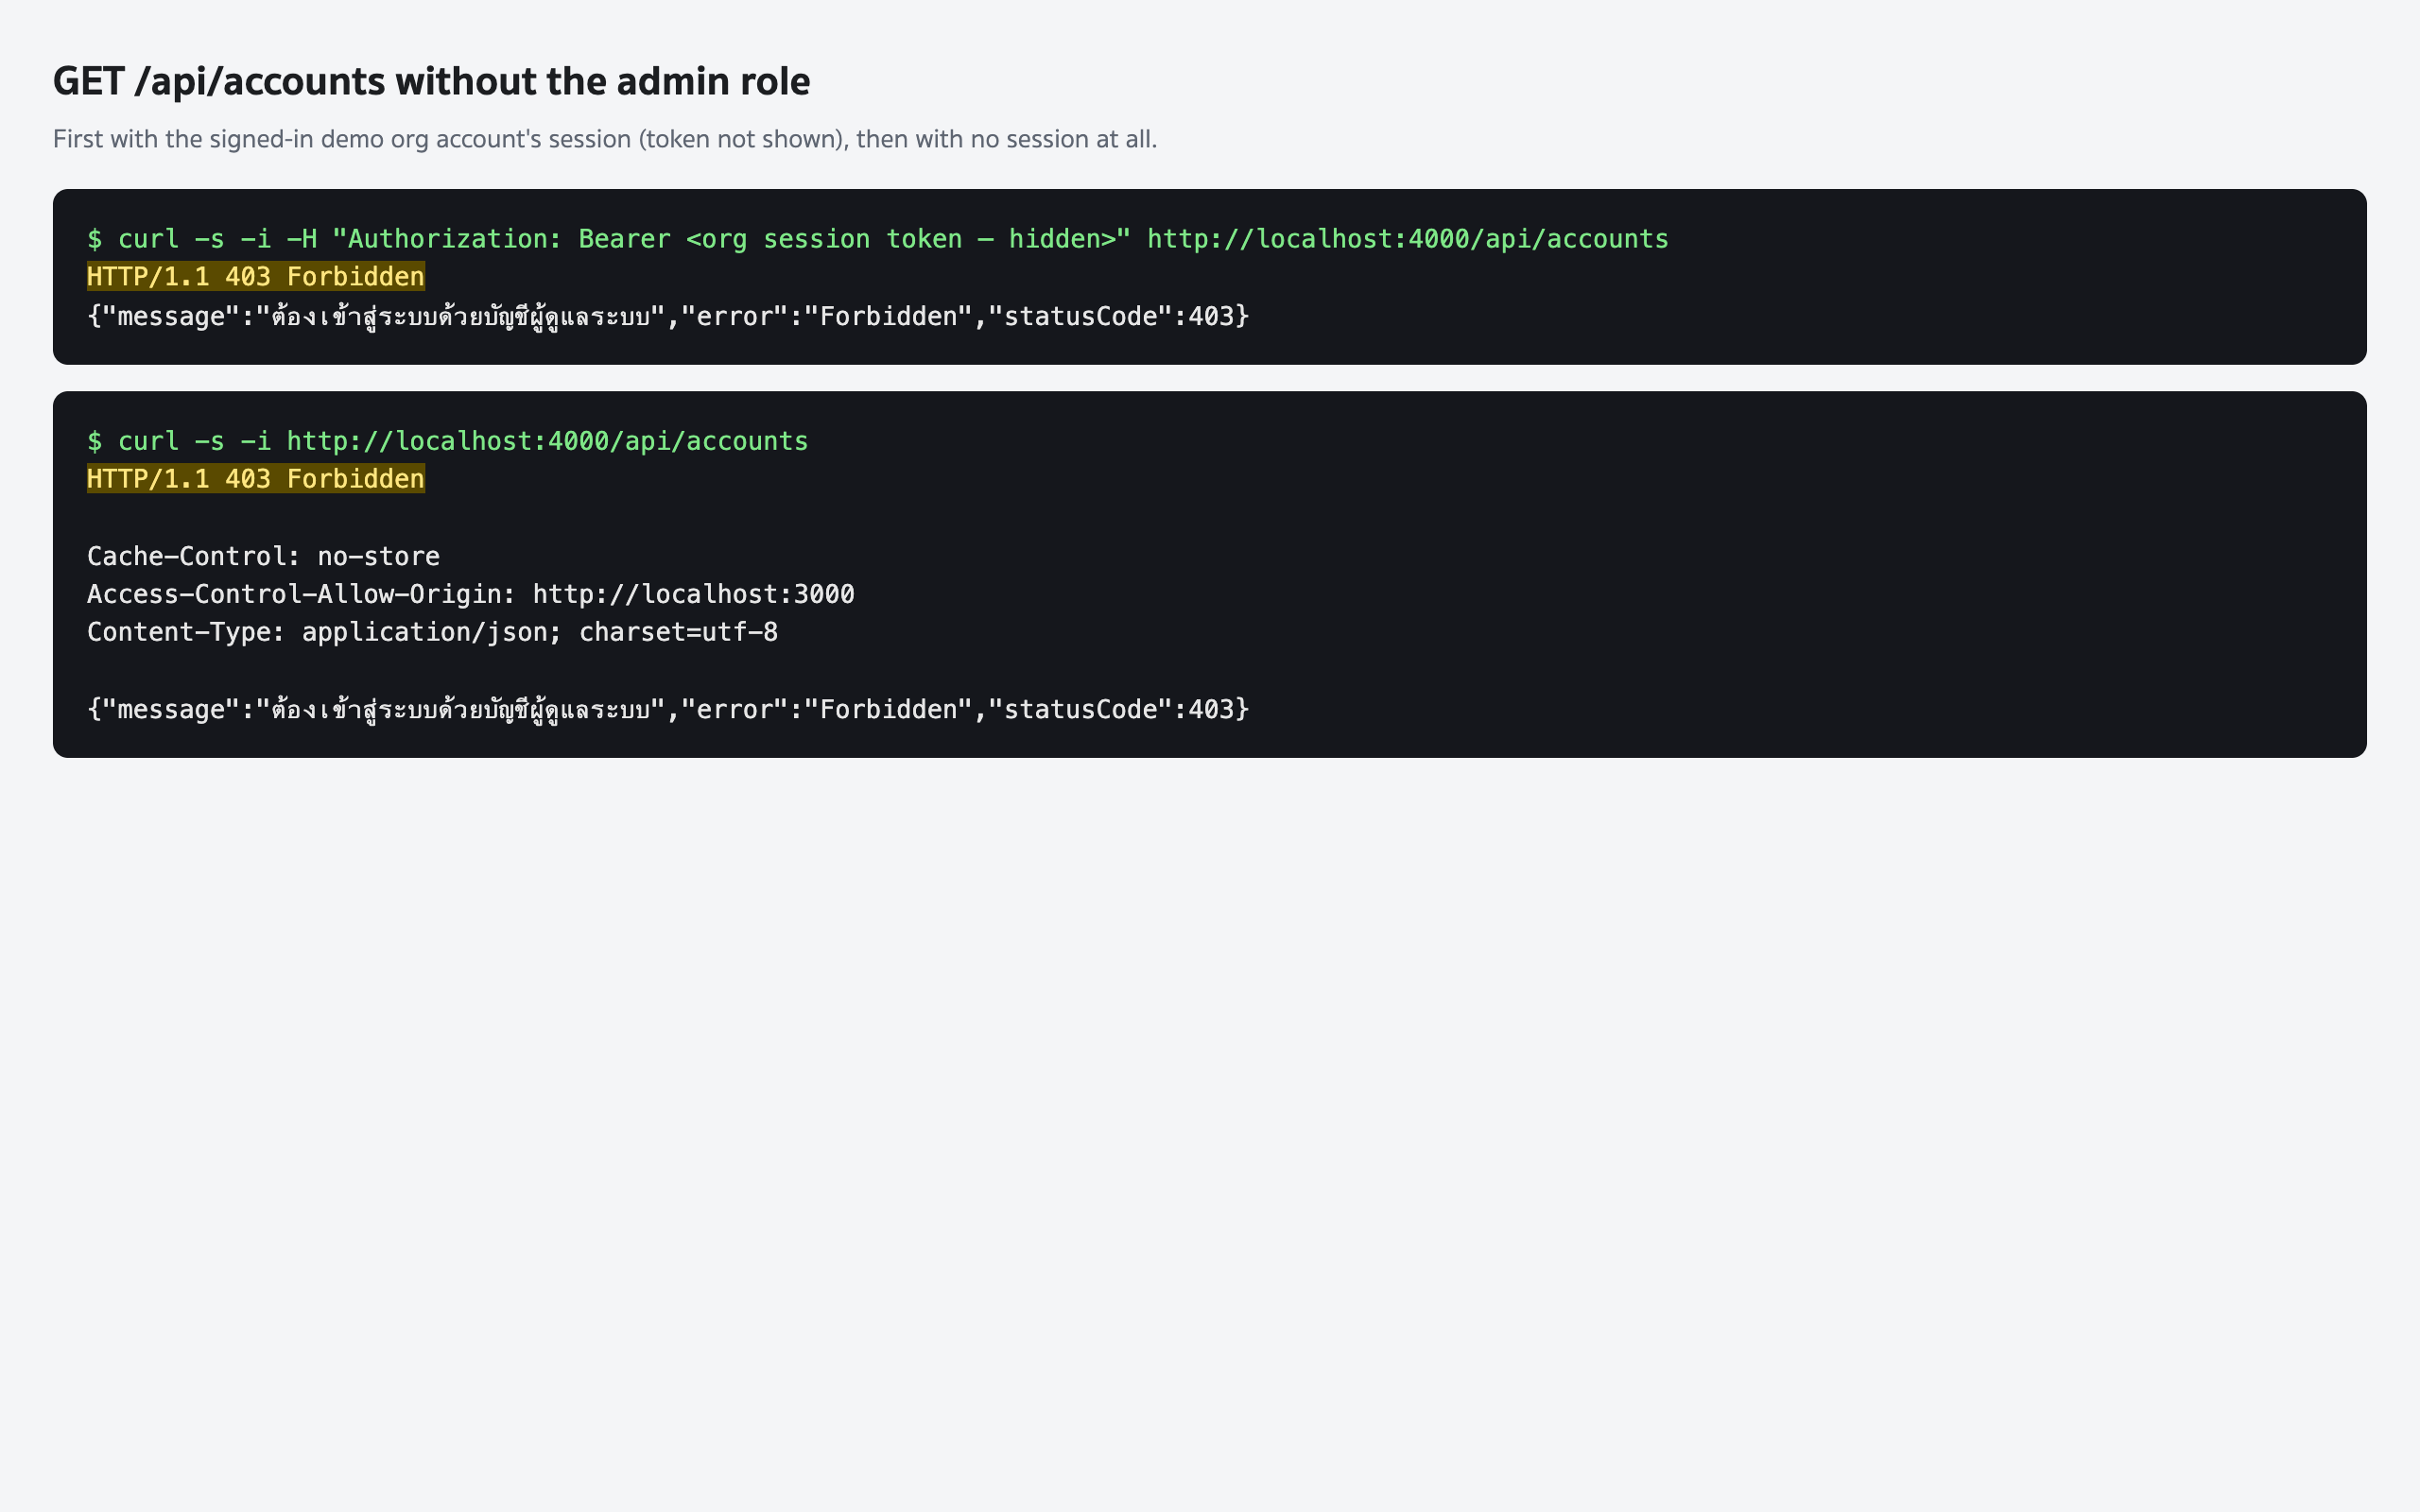 GET /api/accounts without the admin role
First with the signed-in demo org account's session (token not shown), then with no session at all.
$ curl -s -i -H "Authorization: Bearer <org session token — hidden>" http://localhost:4000/api/accounts
HTTP/1.1 403 Forbidden
{"message":"ต้องเข้าสู่ระบบด้วยบัญชีผู้ดูแลระบบ","error":"Forbidden","statusCode":403}
$ curl -s -i http://localhost:4000/api/accounts
HTTP/1.1 403 Forbidden
Cache-Control: no-store
Access-Control-Allow-Origin: http://localhost:3000
Content-Type: application/json; charset=utf-8
{"message":"ต้องเข้าสู่ระบบด้วยบัญชีผู้ดูแลระบบ","error":"Forbidden","statusCode":403}